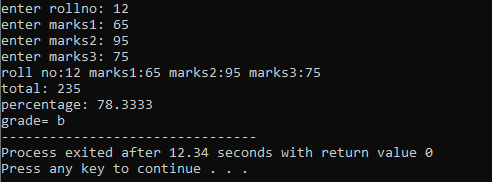 enter rollno: 12
enter marks1: 65
enter marks2: 95
enter marks3: 75
roll no:12 marks1:65 marks2:95 marks3:75
total: 235
percentage: 78.3333
grade= b
--------------------------------
Process exited after 12.34 seconds with return value 0
Press any key to continue . . .